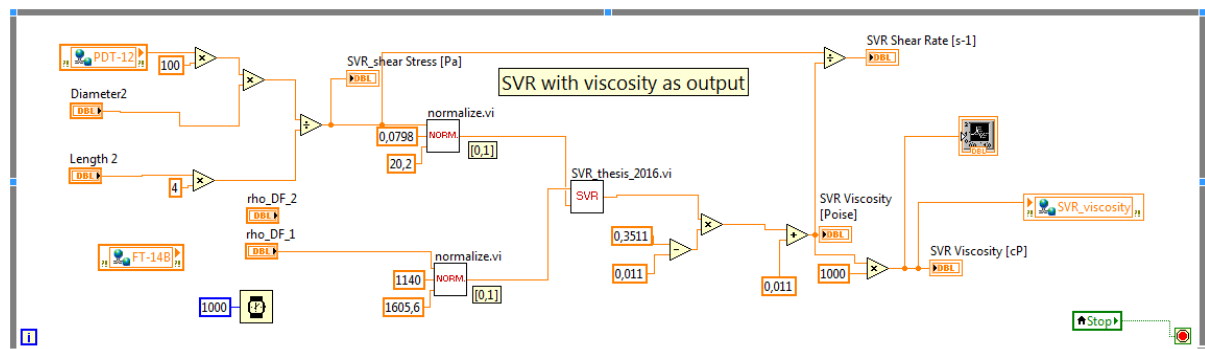 PDT-12
100
Diameter2
DBL
Length 2
DBL
4
SVR_shear Stress [Pa]
DBL
SVR with viscosity as output
SVR Shear Rate [s-1]
DBL
normalize.vi
0,0798
NORM.
[0,1]
20,2
SVR_thesis_2016.vi
SVR
rho_DF_2
DBL
rho_DF_1
DBL
FT-14B
normalize.vi
1140
NORM.
[0,1]
1605,6
1000
0,3511
0,011
0,011
SVR Viscosity
[Poise]
DBL
1000
DBL
SVR_viscosity
SVR Viscosity [cP]
DBL
Stop
i